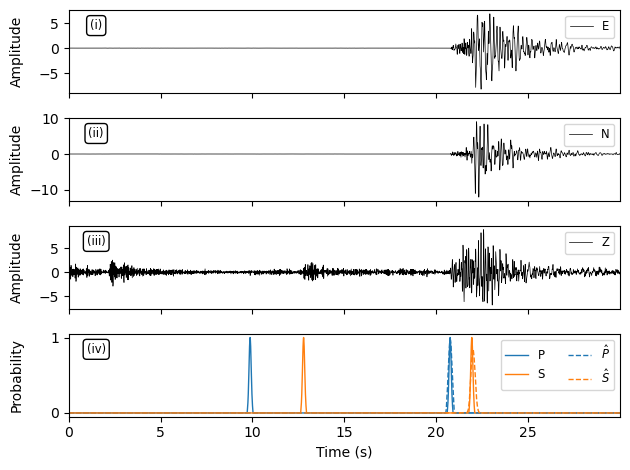 Amplitude
5
0
−5
(i)
E
Amplitude
10
0
−10
(ii)
N
Amplitude
5
0
−5
(iii)
Z
Probability
1
0
(iv)
P
S
P̂
Ŝ
0 5 10 15 20 25
Time (s)